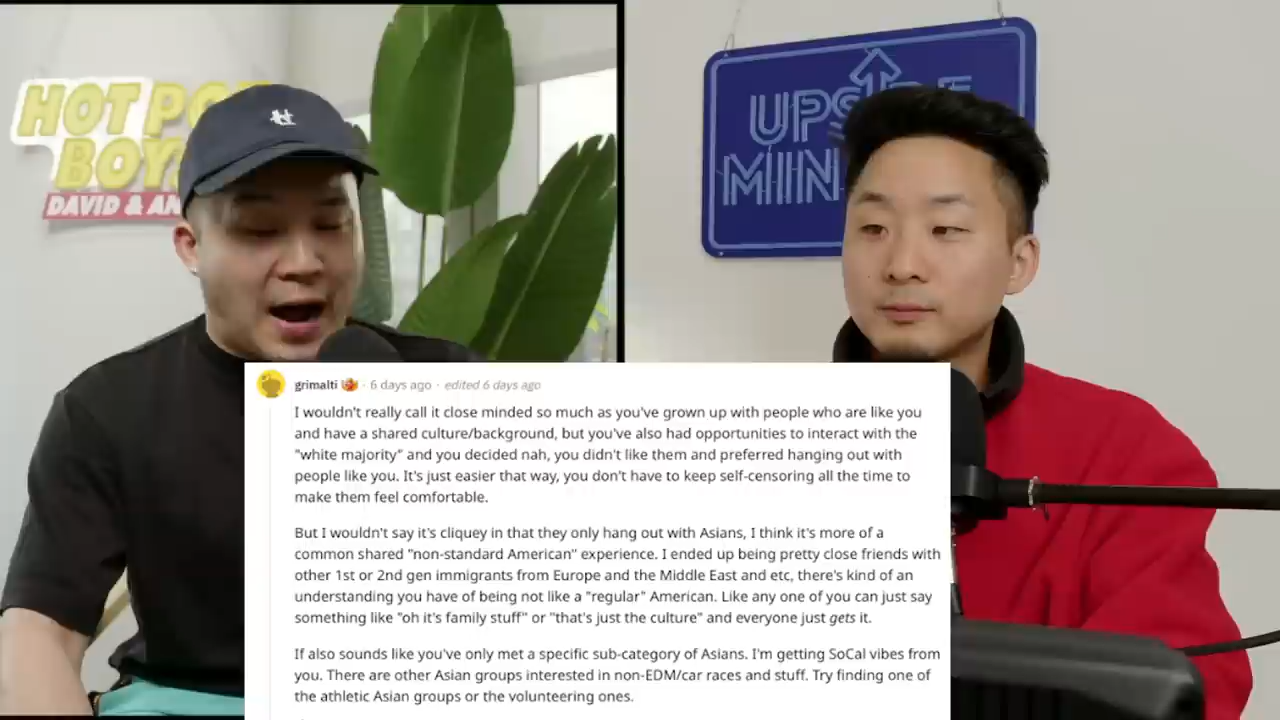 HOT PO
BOY
DAVID & AN
UPS
MIN
grimalti · 6 days ago · edited 6 days ago
I wouldn't really call it close minded so much as you've grown up with people who are like you
and have a shared culture/background, but you've also had opportunities to interact with the
"white majority" and you decided nah, you didn't like them and preferred hanging out with
people like you. It's just easier that way, you don't have to keep self-censoring all the time to
make them feel comfortable.
But I wouldn't say it's cliquey in that they only hang out with Asians, I think it's more of a
common shared "non-standard American" experience. I ended up being pretty close friends with
other 1st or 2nd gen immigrants from Europe and the Middle East and etc, there's kind of an
understanding you have of being not like a "regular" American. Like any one of you can just say
something like "oh it's family stuff" or "that's just the culture" and everyone just gets it.
If also sounds like you've only met a specific sub-category of Asians. I'm getting SoCal vibes from
you. There are other Asian groups interested in non-EDM/car races and stuff. Try finding one of
the athletic Asian groups or the volunteering ones.